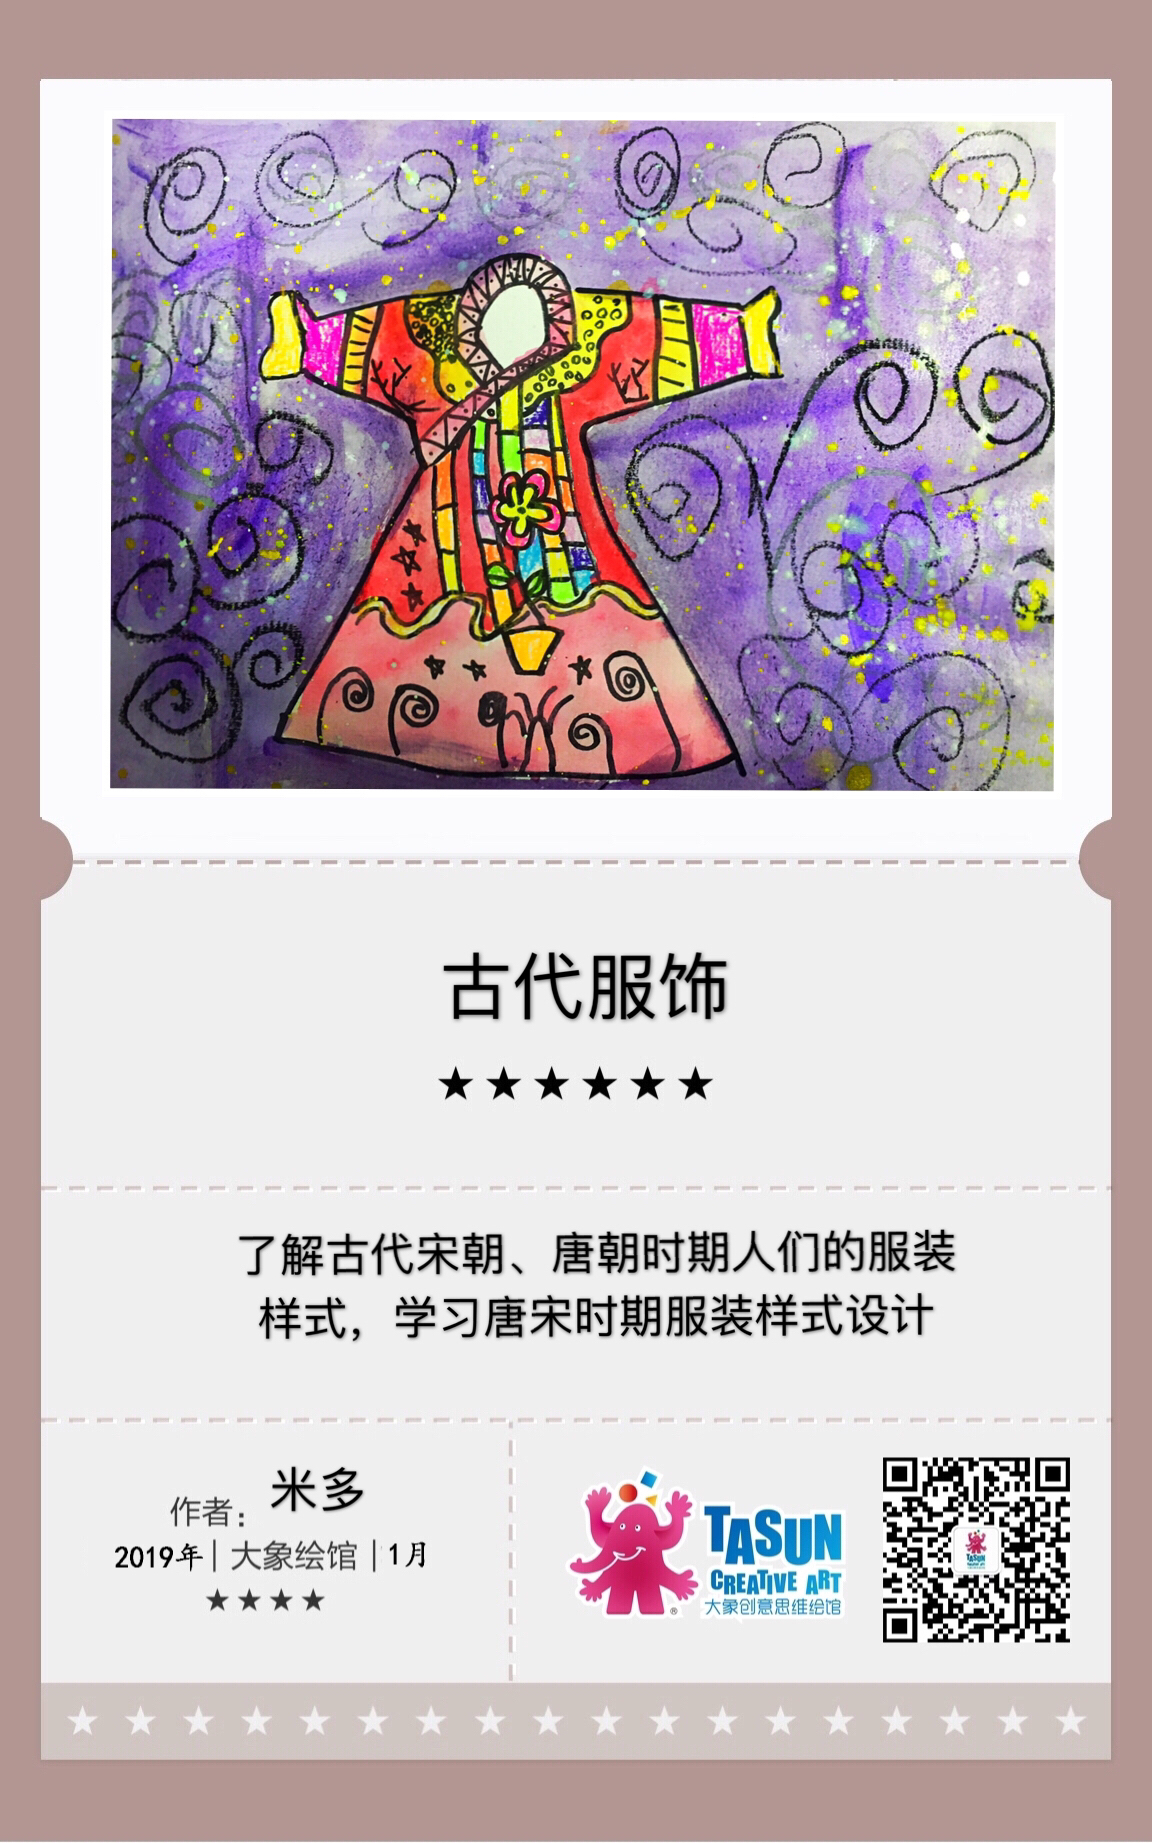 古代服饰
★★★★★★
了解古代宋朝、唐朝时期人们的服装
样式，学习唐宋时期服装样式设计
作者：米多
2019年｜大象绘馆｜1月
★★★★
TASUN
CREATIVE ART
大象创意思维绘馆
®